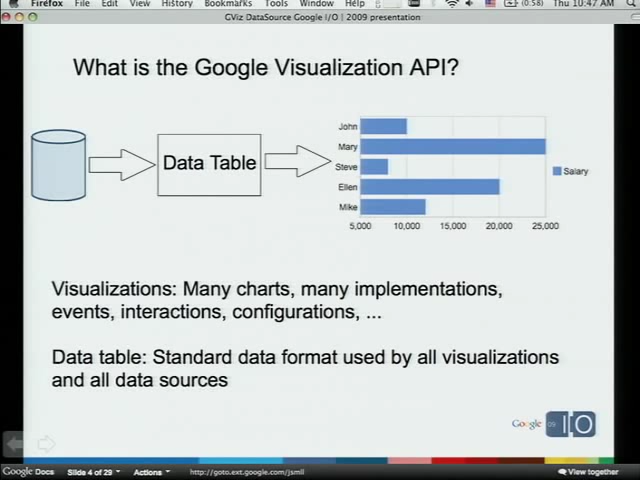 Firefox File Edit View History Bookmarks Tools Window Help (0:58) Thu 10:47 AM
GViz DataSource Google I/O | 2009 presentation
What is the Google Visualization API?
Data Table
John
Mary
Steve
Ellen
Mike
Salary
5,000 10,000 15,000 20,000 25,000
Visualizations: Many charts, many implementations,
events, interactions, configurations, ...
Data table: Standard data format used by all visualizations
and all data sources
Google 09 I/O
Google Docs Slide 4 of 29 Actions http://goto.ext.google.com/jsmll View together